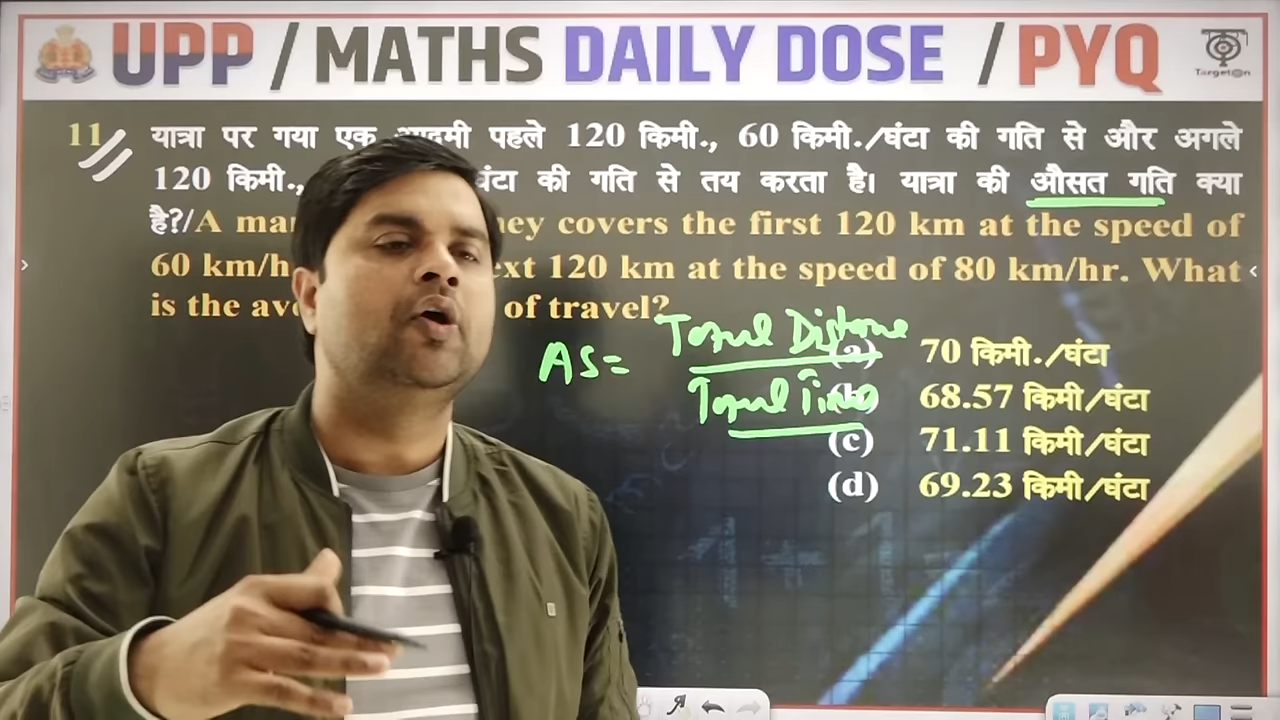 UPP / MATHS DAILY DOSE / PYQ
Target@n
11 यात्रा पर गया एक आदमी पहले 120 किमी., 60 किमी./घंटा की गति से और अगले
120 किमी., घंटा की गति से तय करता है। यात्रा की औसत गति क्या
है?/A man ney covers the first 120 km at the speed of
60 km/h ext 120 km at the speed of 80 km/hr. What
is the ave of travel?
AS= Total Distance
Total Time
(a) 70 किमी./घंटा
(b) 68.57 किमी/घंटा
(c) 71.11 किमी/घंटा
(d) 69.23 किमी/घंटा